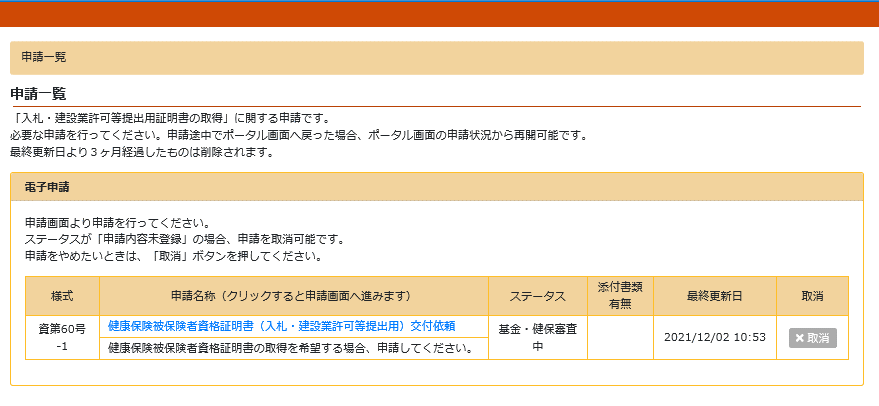 申請一覧
申請一覧
「入札・建設業許可等提出用証明書の取得」に関する申請です。
必要な申請を行ってください。申請途中でポータル画面へ戻った場合、ポータル画面の申請状況から再開可能です。
最終更新日より３ヶ月経過したものは削除されます。
電子申請
申請画面より申請を行ってください。
ステータスが「申請内容未登録」の場合、申請を取消可能です。
申請をやめたいときは、「取消」ボタンを押してください。
様式
申請名称（クリックすると申請画面へ進みます）
ステータス
添付書類
有無
最終更新日
取消
資第60号
-1
健康保険被保険者資格証明書（入札・建設業許可等提出用）交付依頼
健康保険被保険者資格証明書の取得を希望する場合、申請してください。
基金・健保審査
中
2021/12/02 10:53
×取消